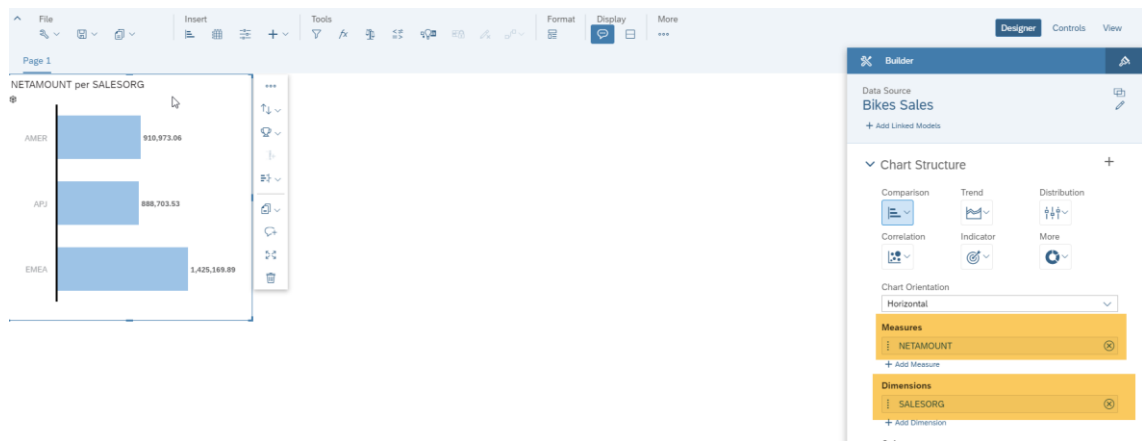 File
Insert
Tools
Format
Display
More
fx
Designer
Controls
View
Page 1
NETAMOUNT per SALESORG
AMER
910,973.06
APJ
888,703.53
EMEA
1,425,169.89
Builder
Data Source
Bikes Sales
+ Add Linked Models
Chart Structure
Comparison
Trend
Distribution
Correlation
Indicator
More
Chart Orientation
Horizontal
Measures
NETAMOUNT
+ Add Measure
Dimensions
SALESORG
+ Add Dimension